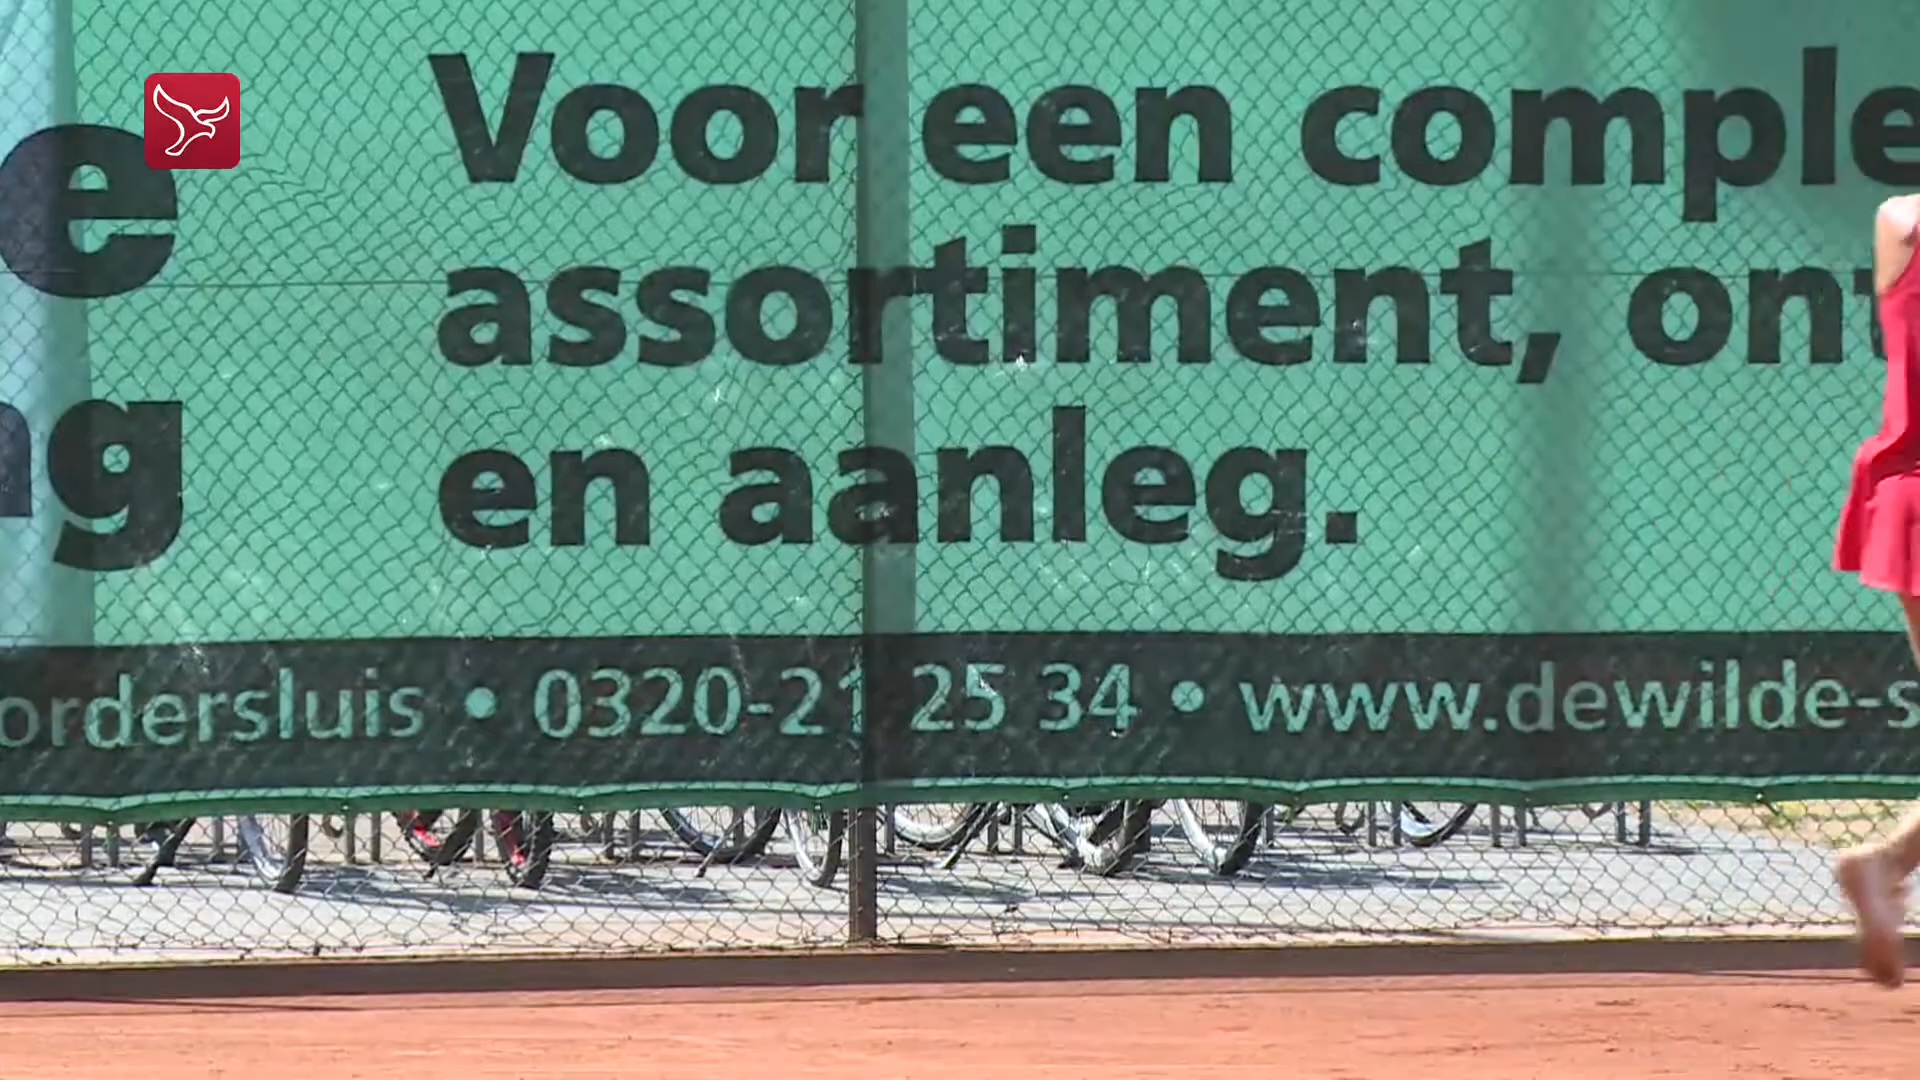 e
Voor een comple
assortiment, ont
en aanleg.
g
ordersluis • 0320-21 25 34 • www.dewilde-s